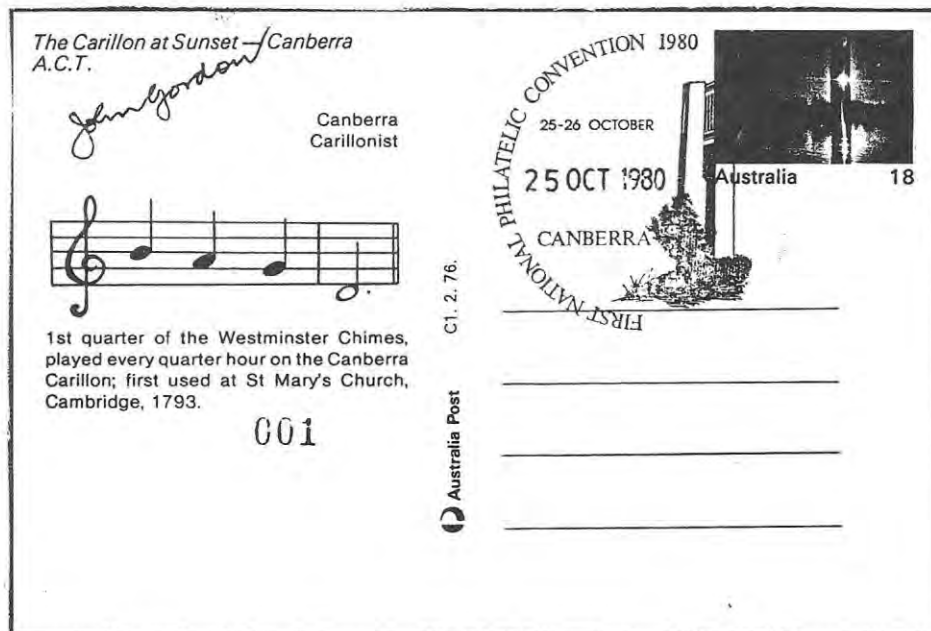 The Carillon at Sunset — Canberra
A.C.T.
John Gordon
Canberra
Carillonist
1st quarter of the Westminster Chimes,
played every quarter hour on the Canberra
Carillon; first used at St Mary's Church,
Cambridge, 1793.
001
C1. 2. 76.
Australia Post
FIRST NATIONAL PHILATELIC CONVENTION 1980
25-26 OCTOBER
25 OCT 1980
CANBERRA
Australia 18